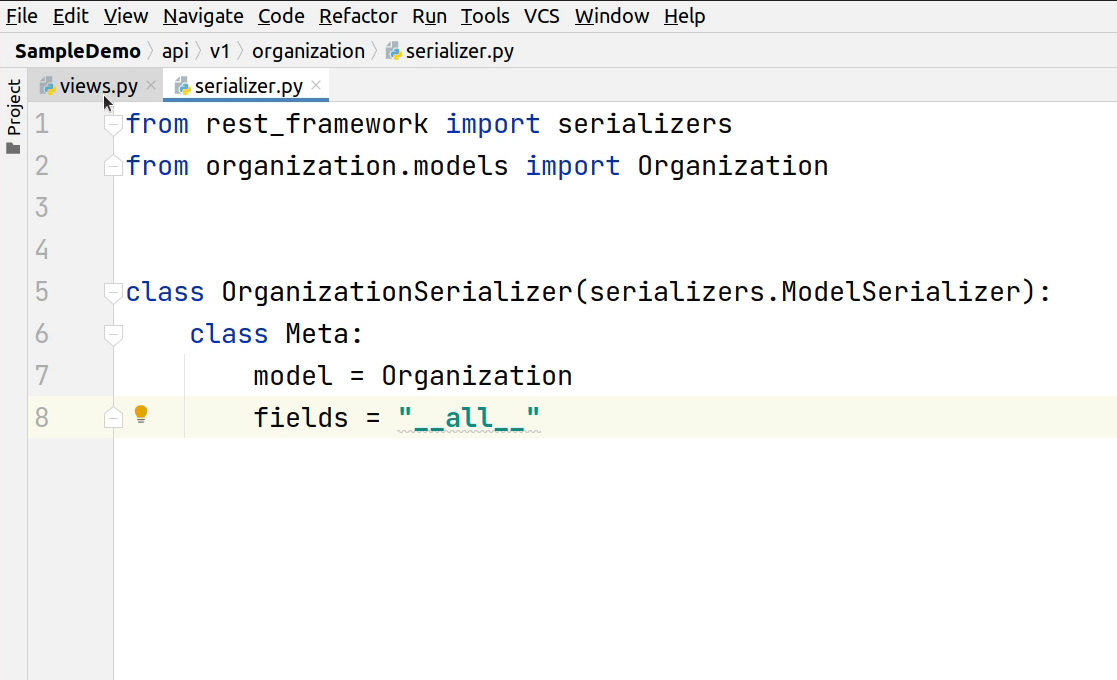 File Edit View Navigate Code Refactor Run Tools VCS Window Help
SampleDemo api v1 organization serializer.py
views.py serializer.py
Project
1 from rest_framework import serializers
2 from organization.models import Organization
3
4
5 class OrganizationSerializer(serializers.ModelSerializer):
6     class Meta:
7         model = Organization
8         fields = "__all__"